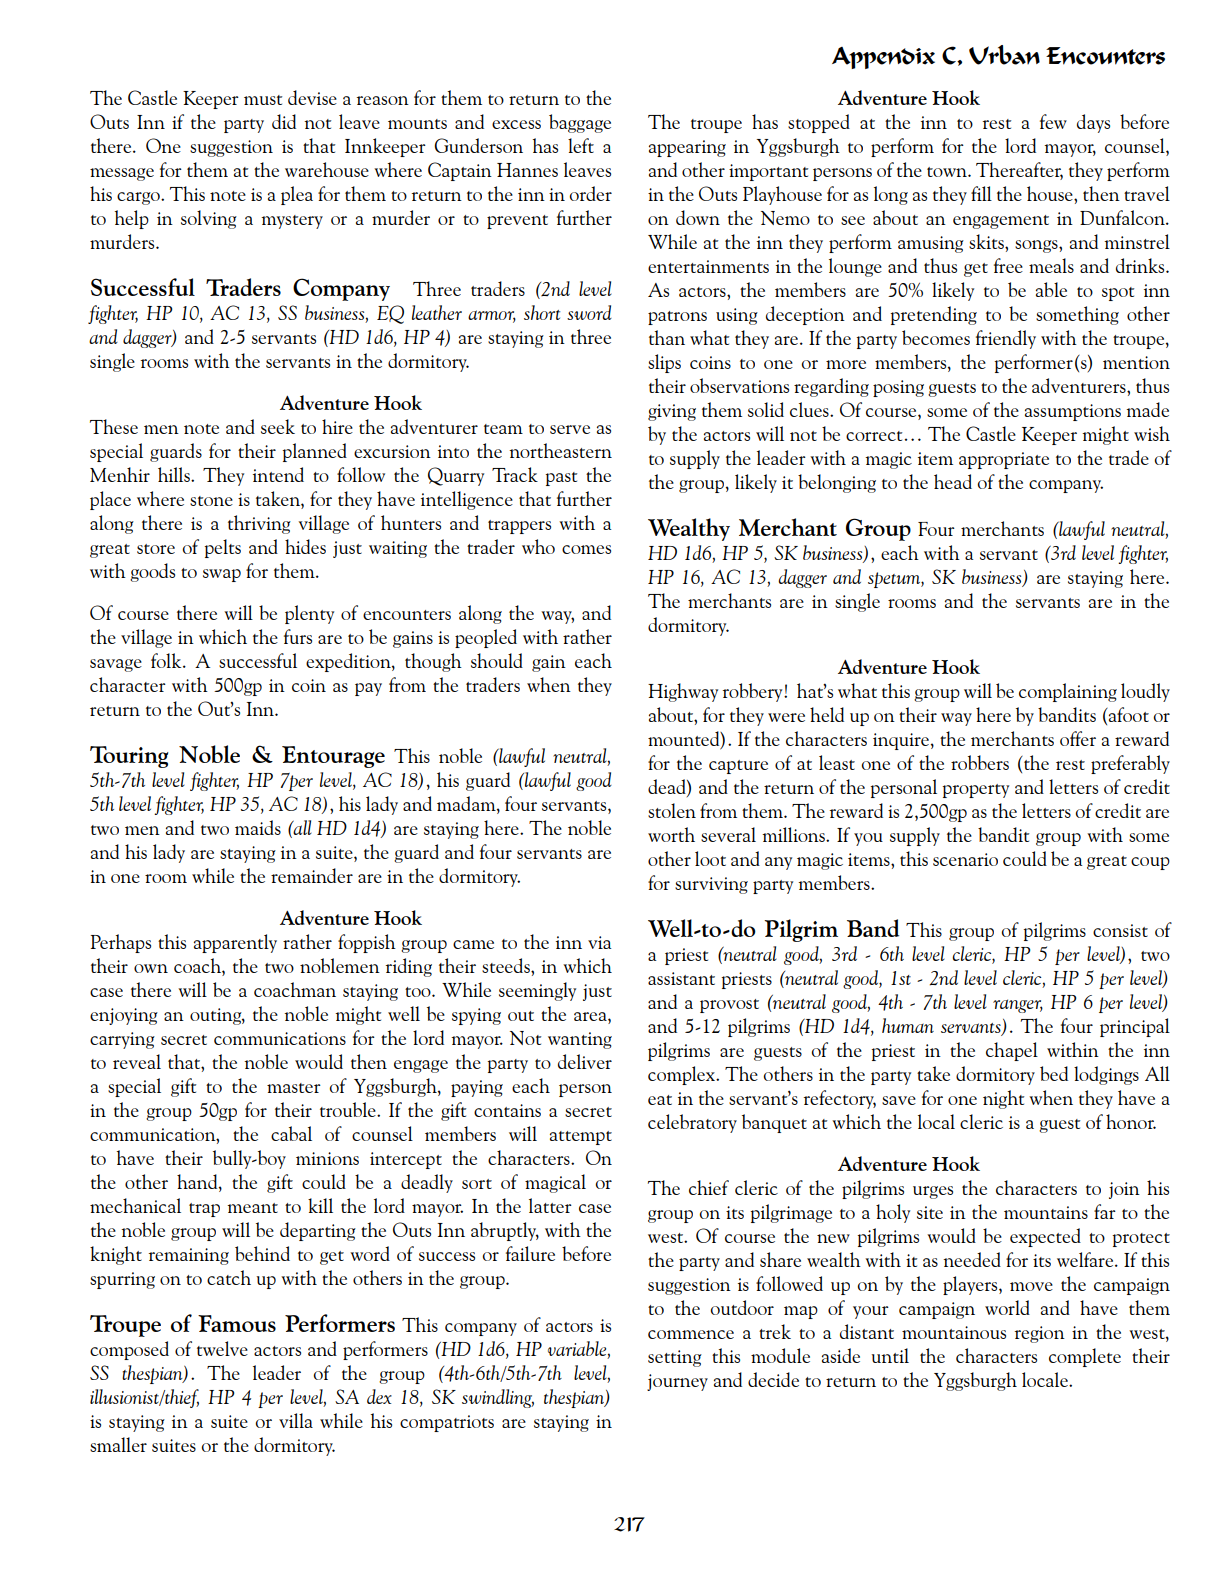 Appendix C, Urban Encounters
The Castle Keeper must devise a reason for them to return to the
Outs Inn if the party did not leave mounts and excess baggage
there. One suggestion is that Innkeeper Gunderson has left a
message for them at the warehouse where Captain Hannes leaves
his cargo. This note is a plea for them to return to the inn in order
to help in solving a mystery or a murder or to prevent further
murders.
Successful Traders Company Three traders (2nd level
fighter, HP 10, AC 13, SS business, EQ leather armor, short sword
and dagger) and 2-5 servants (HD 1d6, HP 4) are staying in three
single rooms with the servants in the dormitory.
Adventure Hook
These men note and seek to hire the adventurer team to serve as
special guards for their planned excursion into the northeastern
Menhir hills. They intend to follow the Quarry Track past the
place where stone is taken, for they have intelligence that further
along there is a thriving village of hunters and trappers with a
great store of pelts and hides just waiting the trader who comes
with goods to swap for them.
Of course there will be plenty of encounters along the way, and
the village in which the furs are to be gains is peopled with rather
savage folk. A successful expedition, though should gain each
character with 500gp in coin as pay from the traders when they
return to the Out's Inn.
Touring Noble & Entourage This noble (lawful neutral,
5th-7th level fighter, HP 7per level, AC 18), his guard (lawful good
5th level fighter, HP 35, AC 18), his lady and madam, four servants,
two men and two maids (all HD 1d4) are staying here. The noble
and his lady are staying in a suite, the guard and four servants are
in one room while the remainder are in the dormitory.
Adventure Hook
Perhaps this apparently rather foppish group came to the inn via
their own coach, the two noblemen riding their steeds, in which
case there will be a coachman staying too. While seemingly just
enjoying an outing, the noble might well be spying out the area,
carrying secret communications for the lord mayor. Not wanting
to reveal that, the noble would then engage the party to deliver
a special gift to the master of Yggsburgh, paying each person
in the group 50gp for their trouble. If the gift contains a secret
communication, the cabal of counsel members will attempt
to have their bully-boy minions intercept the characters. On
the other hand, the gift could be a deadly sort of magical or
mechanical trap meant to kill the lord mayor. In the latter case
the noble group will be departing the Outs Inn abruptly, with the
knight remaining behind to get word of success or failure before
spurring on to catch up with the others in the group.
Troupe of Famous Performers This company of actors is
composed of twelve actors and performers (HD 1d6, HP variable,
SS thespian). The leader of the group (4th-6th/5th-7th level,
illusionist/thief, HP 4 per level, SA dex 18, SK swindling, thespian)
is staying in a suite or villa while his compatriots are staying in
smaller suites or the dormitory.
Adventure Hook
The troupe has stopped at the inn to rest a few days before
appearing in Yggsburgh to perform for the lord mayor, counsel,
and other important persons of the town. Thereafter, they perform
in the Outs Playhouse for as long as they fill the house, then travel
on down the Nemo to see about an engagement in Dunfalcon.
While at the inn they perform amusing skits, songs, and minstrel
entertainments in the lounge and thus get free meals and drinks.
As actors, the members are 50% likely to be able to spot inn
patrons using deception and pretending to be something other
than what they are. If the party becomes friendly with the troupe,
slips coins to one or more members, the performer(s) mention
their observations regarding posing guests to the adventurers, thus
giving them solid clues. Of course, some of the assumptions made
by the actors will not be correct… The Castle Keeper might wish
to supply the leader with a magic item appropriate to the trade of
the group, likely it belonging to the head of the company.
Wealthy Merchant Group Four merchants (lawful neutral,
HD 1d6, HP 5, SK business), each with a servant (3rd level fighter,
HP 16, AC 13, dagger and spetum, SK business) are staying here.
The merchants are in single rooms and the servants are in the
dormitory.
Adventure Hook
Highway robbery! hat's what this group will be complaining loudly
about, for they were held up on their way here by bandits (afoot or
mounted). If the characters inquire, the merchants offer a reward
for the capture of at least one of the robbers (the rest preferably
dead) and the return of the personal property and letters of credit
stolen from them. The reward is 2,500gp as the letters of credit are
worth several millions. If you supply the bandit group with some
other loot and any magic items, this scenario could be a great coup
for surviving party members.
Well-to-do Pilgrim Band This group of pilgrims consist of
a priest (neutral good, 3rd - 6th level cleric, HP 5 per level), two
assistant priests (neutral good, 1st - 2nd level cleric, HP 5 per level)
and a provost (neutral good, 4th - 7th level ranger, HP 6 per level)
and 5-12 pilgrims (HD 1d4, human servants). The four principal
pilgrims are guests of the priest in the chapel within the inn
complex. The others in the party take dormitory bed lodgings All
eat in the servant's refectory, save for one night when they have a
celebratory banquet at which the local cleric is a guest of honor.
Adventure Hook
The chief cleric of the pilgrims urges the characters to join his
group on its pilgrimage to a holy site in the mountains far to the
west. Of course the new pilgrims would be expected to protect
the party and share wealth with it as needed for its welfare. If this
suggestion is followed up on by the players, move the campaign
to the outdoor map of your campaign world and have them
commence a trek to a distant mountainous region in the west,
setting this module aside until the characters complete their
journey and decide to return to the Yggsburgh locale.
217